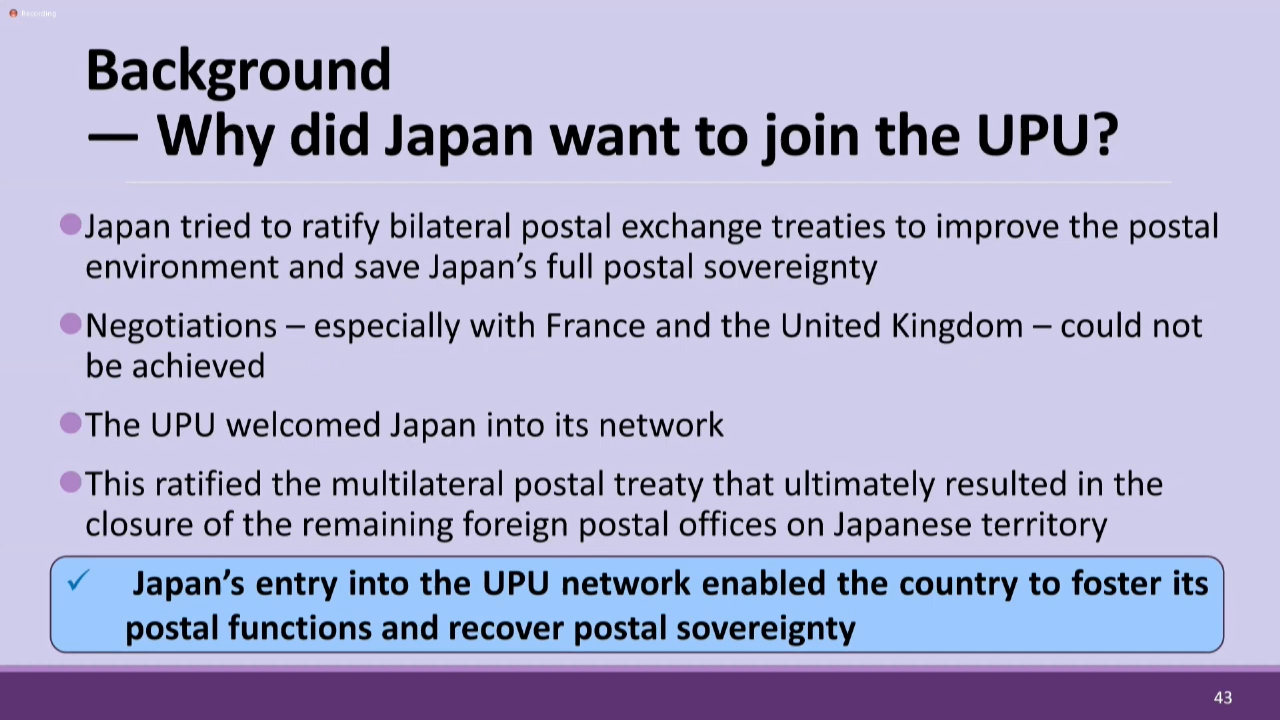 Recording
Background
— Why did Japan want to join the UPU?
Japan tried to ratify bilateral postal exchange treaties to improve the postal
environment and save Japan’s full postal sovereignty
Negotiations – especially with France and the United Kingdom – could not
be achieved
The UPU welcomed Japan into its network
This ratified the multilateral postal treaty that ultimately resulted in the
closure of the remaining foreign postal offices on Japanese territory
✓ Japan’s entry into the UPU network enabled the country to foster its
postal functions and recover postal sovereignty
43